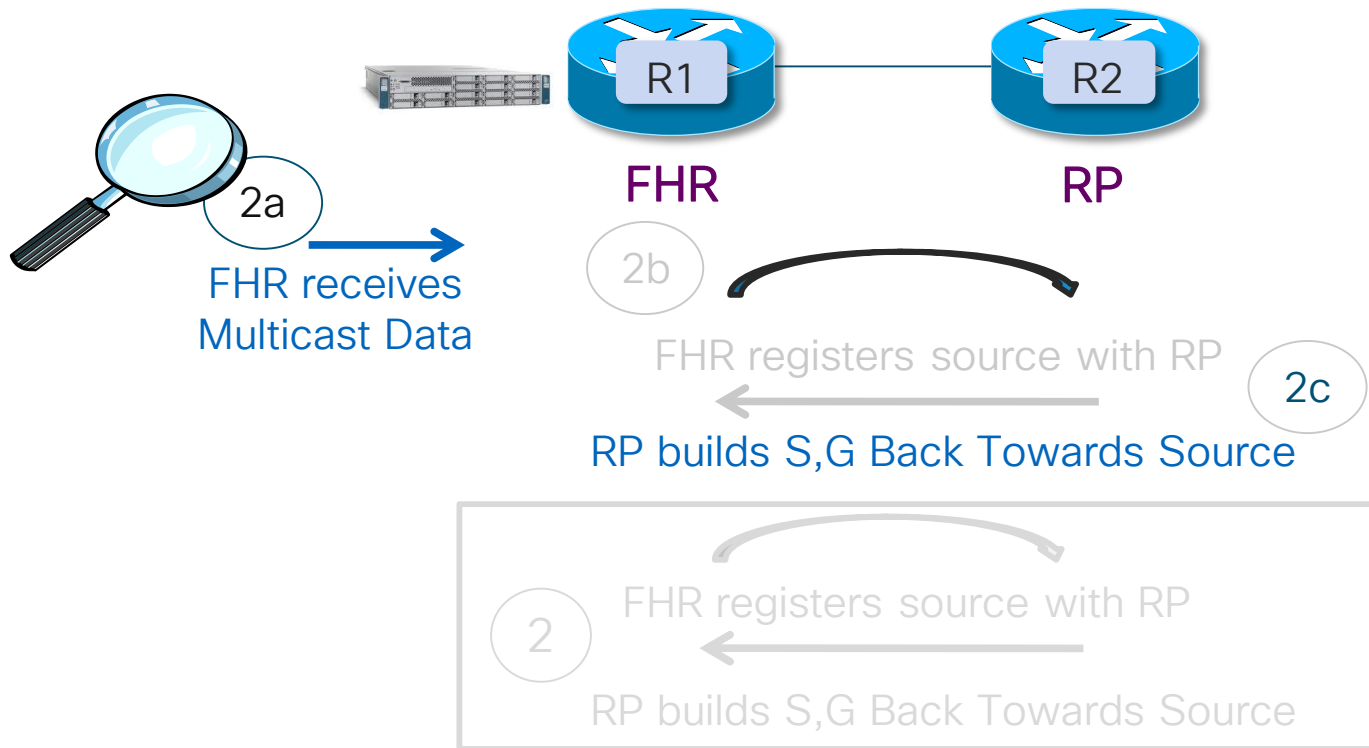 R1
R2
FHR
RP
2a
FHR receives
Multicast Data
2b
FHR registers source with RP
2c
RP builds S,G Back Towards Source
FHR registers source with RP
2
RP builds S,G Back Towards Source